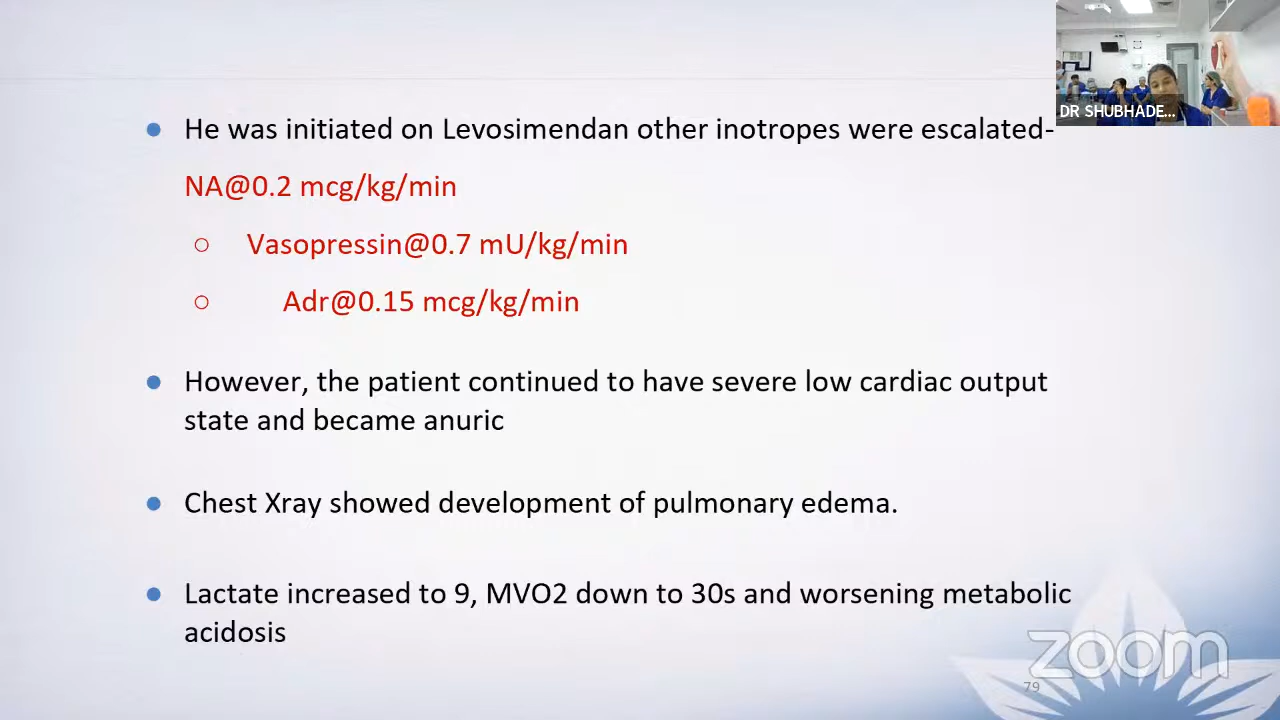 DR SHUBHADE...
He was initiated on Levosimendan other inotropes were escalated-
NA@0.2 mcg/kg/min
Vasopressin@0.7 mU/kg/min
Adr@0.15 mcg/kg/min
However, the patient continued to have severe low cardiac output
state and became anuric
Chest Xray showed development of pulmonary edema.
Lactate increased to 9, MVO2 down to 30s and worsening metabolic
acidosis
zoom
79